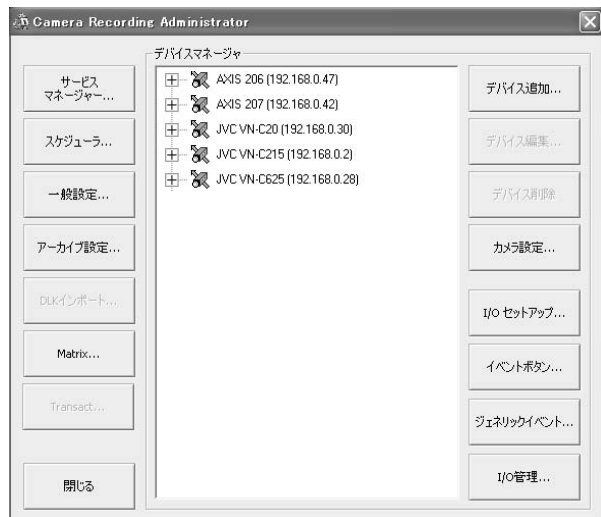 Camera Recording Administrator
サービス
マネージャー...
スケジューラ...
一般設定...
アーカイブ設定...
DLKインポート...
Matrix...
Transact...
閉じる
デバイスマネージャ
AXIS 206 (192.168.0.47)
AXIS 207 (192.168.0.42)
JVC VN-C20 (192.168.0.30)
JVC VN-C215 (192.168.0.2)
JVC VN-C625 (192.168.0.28)
デバイス追加...
デバイス編集...
デバイス削除
カメラ設定...
I/O セットアップ...
イベントボタン...
ジェネリックイベント...
I/O管理...